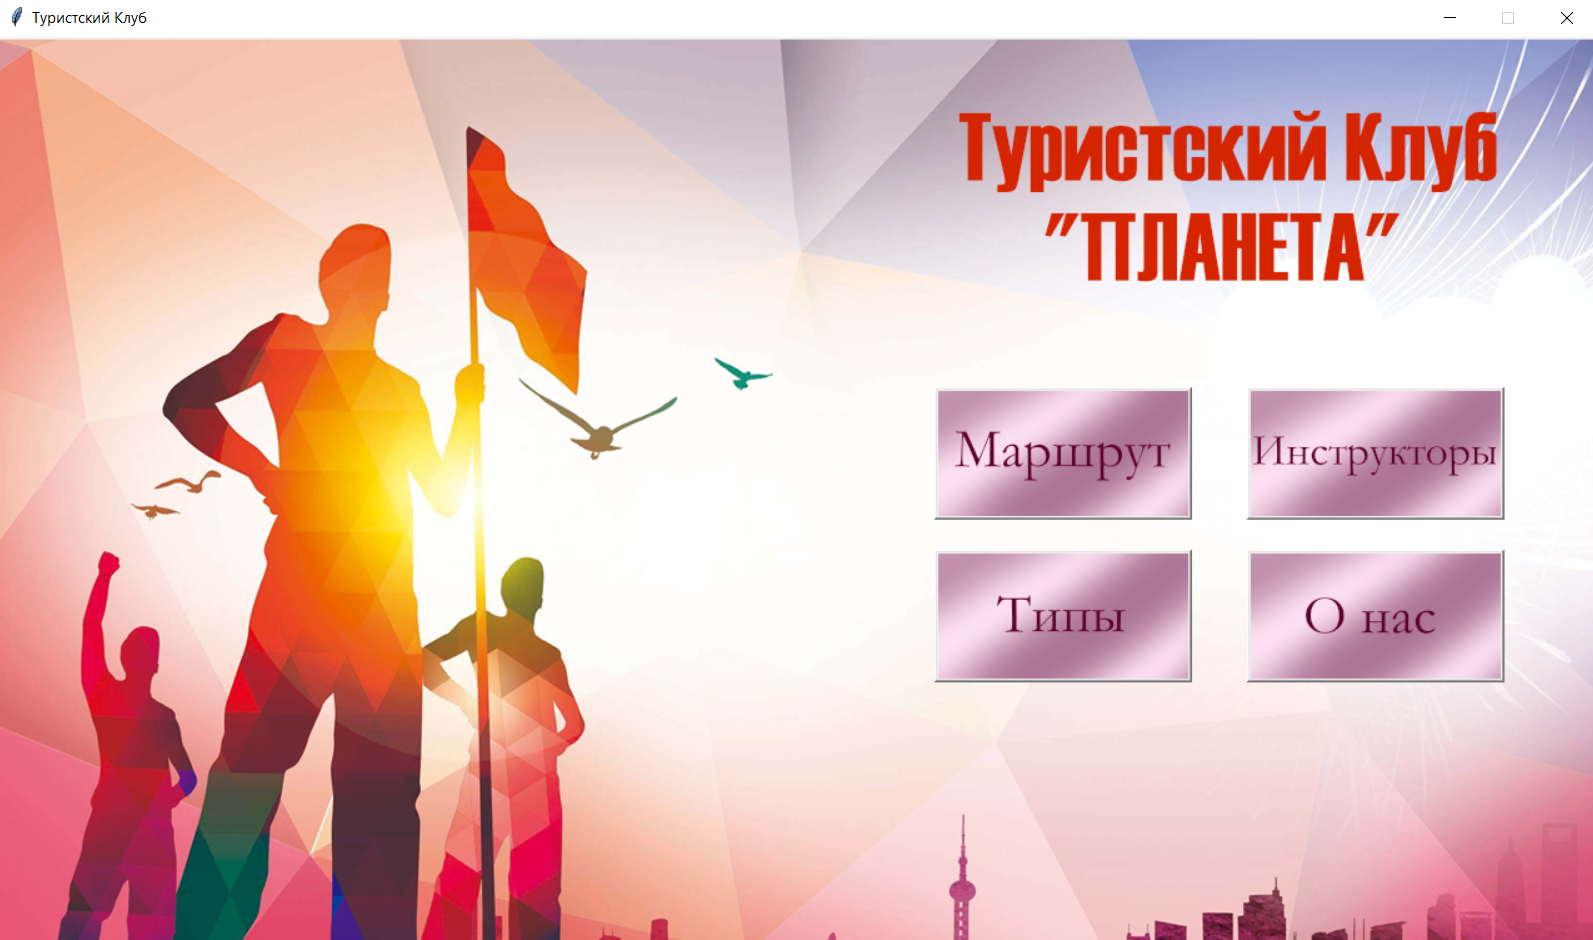 Туристский Клуб
Туристский Клуб
"ПЛАНЕТА"
Маршрут
Инструкторы
Типы
О нас